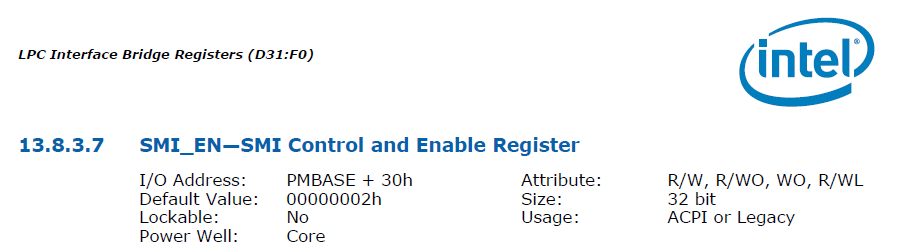 LPC Interface Bridge Registers (D31:F0)
intel®
13.8.3.7 SMI_EN—SMI Control and Enable Register
I/O Address: PMBASE + 30h Attribute: R/W, R/WO, WO, R/WL
Default Value: 00000002h Size: 32 bit
Lockable: No Usage: ACPI or Legacy
Power Well: Core